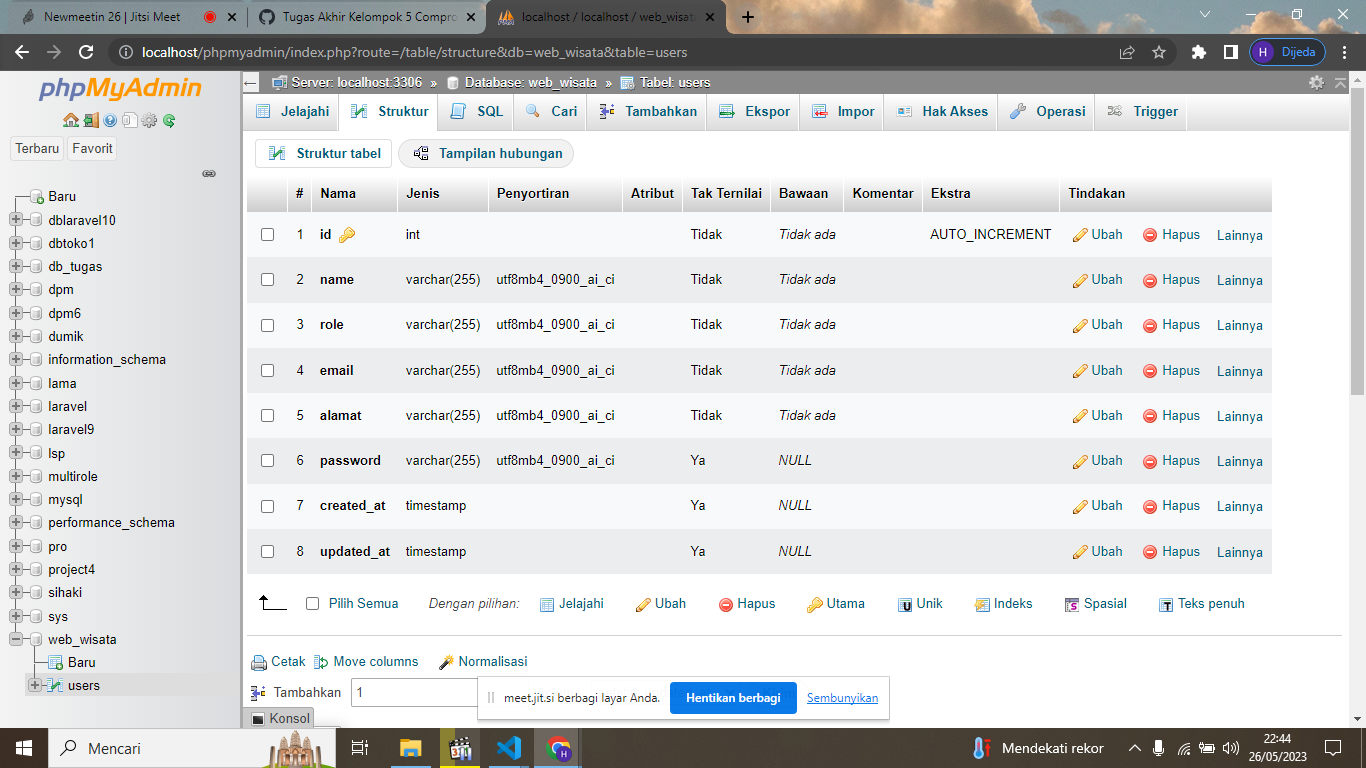 Newmeetin 26 | Jitsi Meet
Tugas Akhir Kelompok 5 Compro
localhost / localhost / web_wisata
localhost/phpmyadmin/index.php?route=/table/structure&db=web_wisata&table=users
H Dijeda
phpMyAdmin
Terbaru Favorit
Baru
dblaravel10
dbtoko1
db_tugas
dpm
dpm6
dumik
information_schema
lama
laravel
laravel9
lsp
multirole
mysql
performance_schema
pro
project4
sihaki
sys
web_wisata
Baru
users
Server: localhost:3306 » Database: web_wisata » Tabel: users
Jelajahi Struktur SQL Cari Tambahkan Ekspor Impor Hak Akses Operasi Trigger
Struktur tabel Tampilan hubungan
# Nama Jenis Penyortiran Atribut Tak Ternilai Bawaan Komentar Ekstra Tindakan
1 id int Tidak Tidak ada AUTO_INCREMENT Ubah Hapus Lainnya
2 name varchar(255) utf8mb4_0900_ai_ci Tidak Tidak ada Ubah Hapus Lainnya
3 role varchar(255) utf8mb4_0900_ai_ci Tidak Tidak ada Ubah Hapus Lainnya
4 email varchar(255) utf8mb4_0900_ai_ci Tidak Tidak ada Ubah Hapus Lainnya
5 alamat varchar(255) utf8mb4_0900_ai_ci Tidak Tidak ada Ubah Hapus Lainnya
6 password varchar(255) utf8mb4_0900_ai_ci Ya NULL Ubah Hapus Lainnya
7 created_at timestamp Ya NULL Ubah Hapus Lainnya
8 updated_at timestamp Ya NULL Ubah Hapus Lainnya
Pilih Semua Dengan pilihan: Jelajahi Ubah Hapus Utama Unik Indeks Spasial Teks penuh
Cetak Move columns Normalisasi
Tambahkan 1
meet.jit.si berbagi layar Anda. Hentikan berbagi Sembunyikan
Konsol
Mencari
Mendekati rekor
22:44
26/05/2023